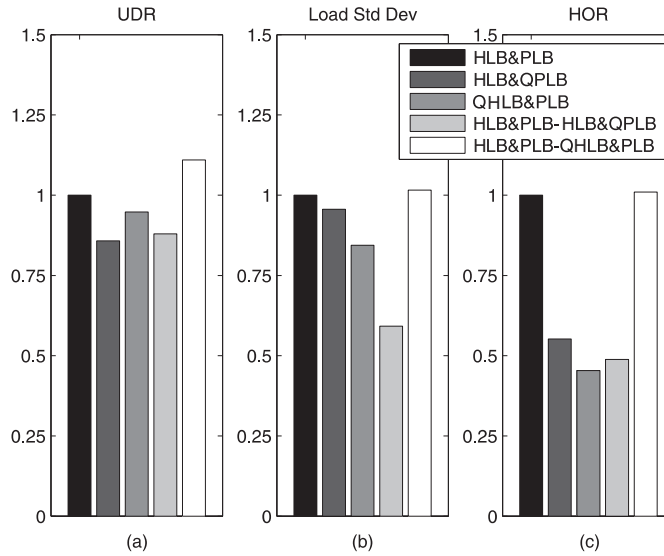 UDR
Load Std Dev
HOR
1.5
1.25
1
0.75
0.5
0.25
0
(a)
1.5
1.25
1
0.75
0.5
0.25
0
(b)
1.5
1
0.75
0.5
0.25
0
(c)
HLB&PLB
HLB&QPLB
QHLB&PLB
HLB&PLB-HLB&QPLB
HLB&PLB-QHLB&PLB